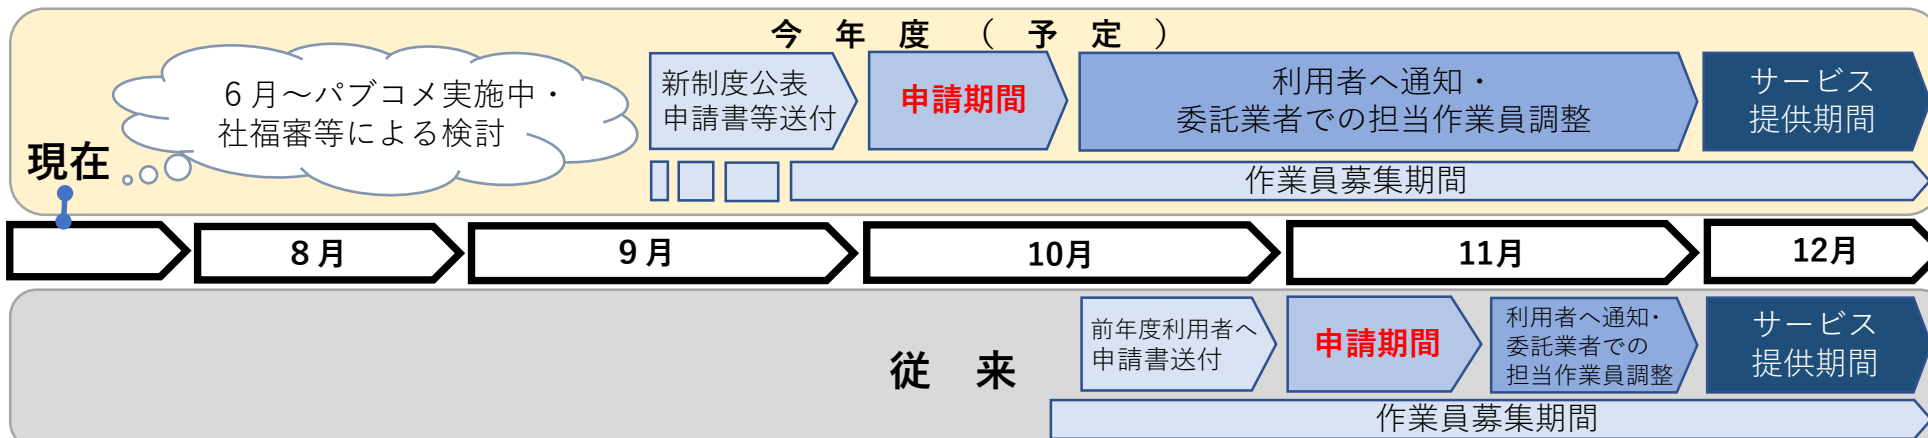 今 年 度 （ 予 定 ）
６月～パブコメ実施中・
社福審等による検討
現在
新制度公表
申請書等送付
申請期間
利用者へ通知・
委託業者での担当作業員調整
サービス
提供期間
作業員募集期間
８月
９月
10月
11月
12月
従 来
前年度利用者へ
申請書送付
申請期間
利用者へ通知・
委託業者での
担当作業員調整
サービス
提供期間
作業員募集期間